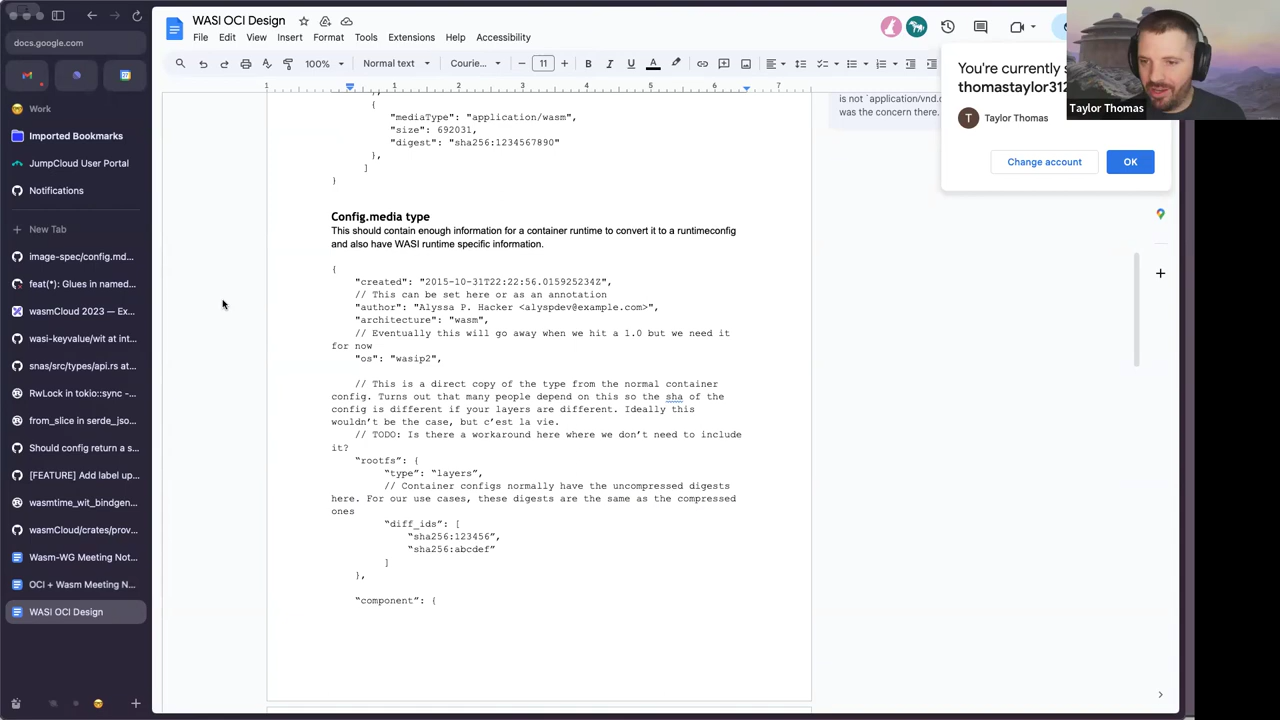 docs.google.com
Work
Imported Bookmarks
JumpCloud User Portal
Notifications
New Tab
image-spec/config.md...
feat(*): Glues in named...
wasmCloud 2023 — Ex...
wasi-keyvalue/wit at int...
snas/src/types/api.rs at...
RwLock in tokio::sync -...
from_slice in serde_jso...
Should config return a s...
[FEATURE] Add label up...
wasmtime_wit_bindgen...
wasmCloud/crates/prov...
Wasm-WG Meeting Not...
OCI + Wasm Meeting N...
WASI OCI Design
WASI OCI Design
File Edit View Insert Format Tools Extensions Help Accessibility
100% Normal text Courie... 11
1 1 2 3 4 5 6 7
},
{
"mediaType": "application/wasm",
"size": 692031,
"digest": "sha256:1234567890"
},
]
}
Config.media type
This should contain enough information for a container runtime to convert it to a runtimeconfig
and also have WASI runtime specific information.
{
"created": "2015-10-31T22:22:56.015925234Z",
// This can be set here or as an annotation
"author": "Alyssa P. Hacker <alyspdev@example.com>",
"architecture": "wasm",
// Eventually this will go away when we hit a 1.0 but we need it
for now
"os": "wasip2",
// This is a direct copy of the type from the normal container
config. Turns out that many people depend on this so the sha of the
config is different if your layers are different. Ideally this
wouldn’t be the case, but c’est la vie.
// TODO: Is there a workaround here where we don’t need to include
it?
“rootfs”: {
“type”: “layers”,
// Container configs normally have the uncompressed digests
here. For our use cases, these digests are the same as the compressed
ones
“diff_ids”: [
“sha256:123456”,
“sha256:abcdef”
]
},
“component”: {
is not `application/vnd.
was the concern there.
You're currently s
thomastaylor312
Taylor Thomas
Change account
OK
Taylor Thomas